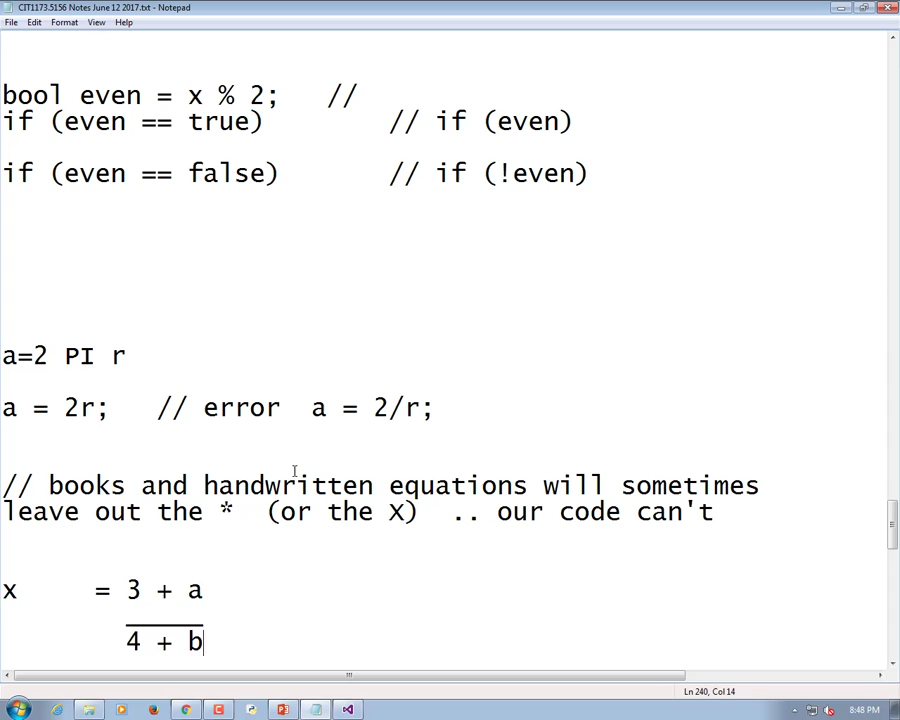 CIT1173.5156 Notes June 12 2017.txt - Notepad
File Edit Format View Help
bool even = x % 2; //
if (even == true) // if (even)
if (even == false) // if (!even)
a=2 PI r
a = 2r; // error a = 2/r;
// books and handwritten equations will sometimes
leave out the * (or the X) .. our code can't
x = 3 + a
4 + b
Ln 240, Col 14
8:48 PM